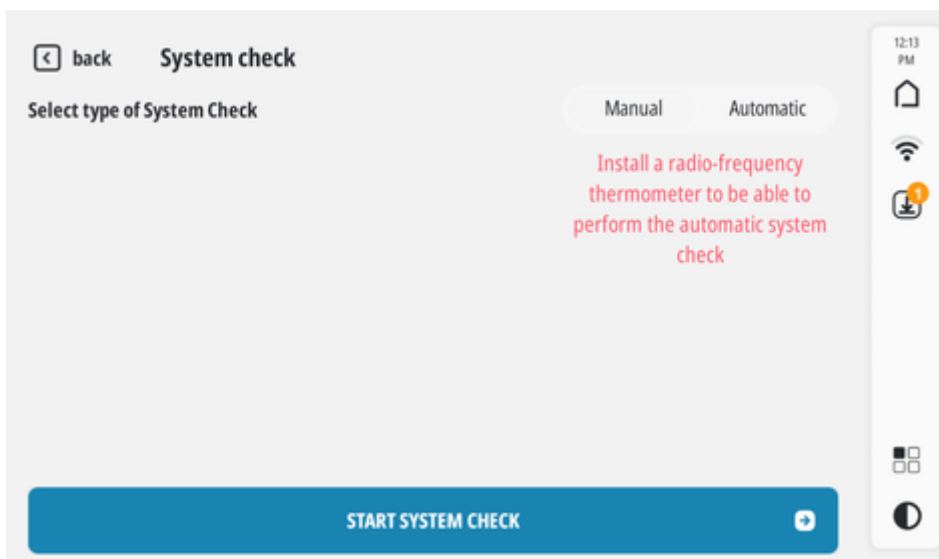 back
System check
12:13
PM
Select type of System Check
Manual
Automatic
Install a radio-frequency
thermometer to be able to
perform the automatic system
check
1
START SYSTEM CHECK